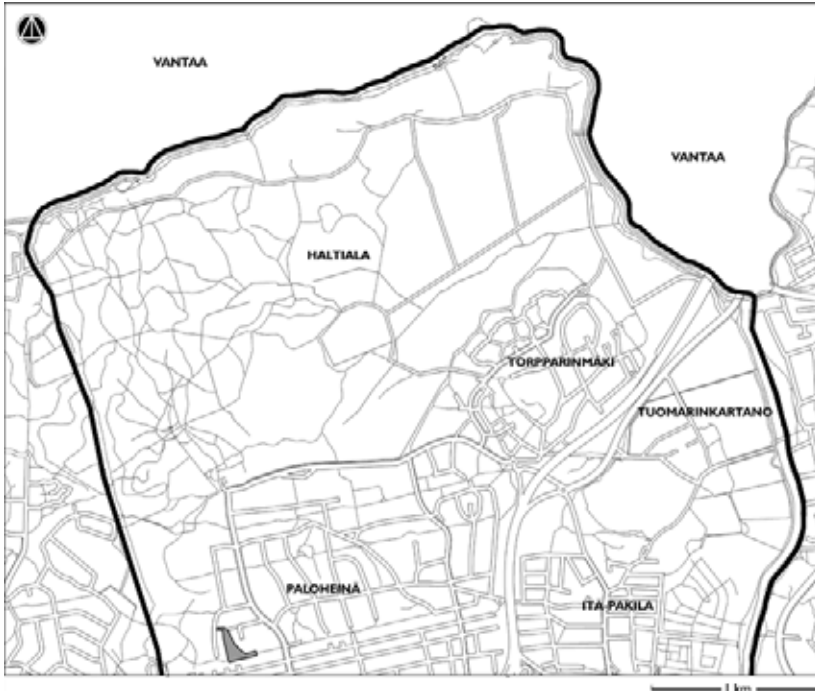 VANTAA
VANTAA
HALTIALA
TORPPARINMÄKI
TUOMARINKARTANO
PALOHEINÄ
ITÄ-PAKILA
1 km